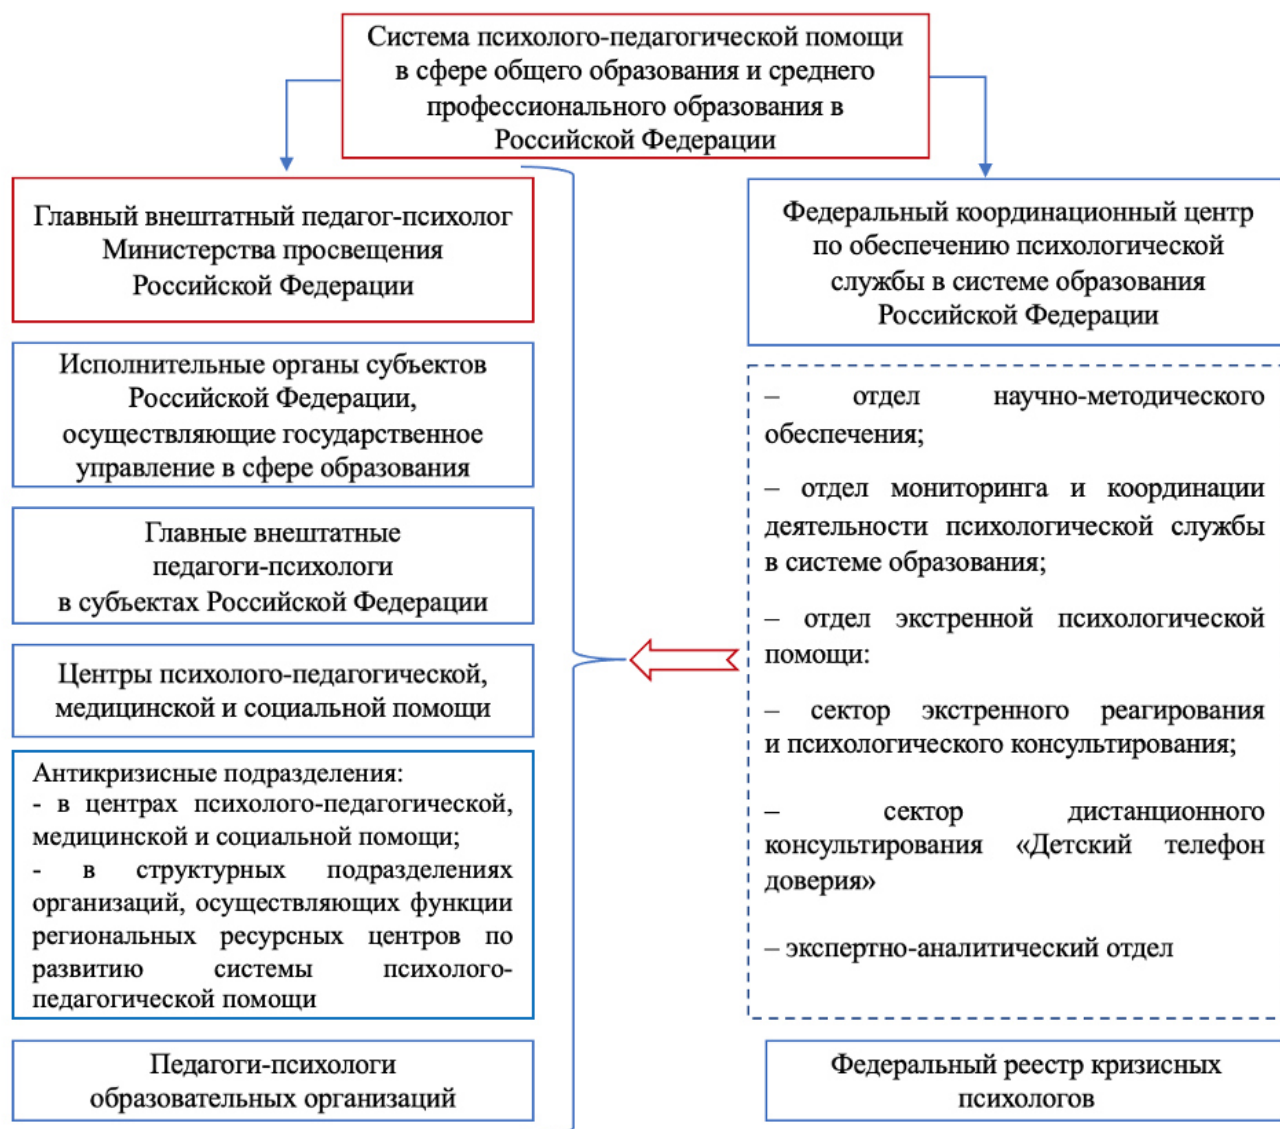 Система психолого-педагогической помощи
в сфере общего образования и среднего
профессионального образования в
Российской Федерации
Главный внештатный педагог-психолог
Министерства просвещения
Российской Федерации
Исполнительные органы субъектов
Российской Федерации,
осуществляющие государственное
управление в сфере образования
Главные внештатные
педагоги-психологи
в субъектах Российской Федерации
Центры психолого-педагогической,
медицинской и социальной помощи
Антикризисные подразделения:
- в центрах психолого-педагогической,
медицинской и социальной помощи;
- в структурных подразделениях
организаций, осуществляющих функции
региональных ресурсных центров по
развитию системы психолого-
педагогической помощи
Педагоги-психологи
образовательных организаций
Федеральный координационный центр
по обеспечению психологической
службы в системе образования
Российской Федерации
– отдел научно-методического
обеспечения;
– отдел мониторинга и координации
деятельности психологической службы
в системе образования;
– отдел экстренной психологической
помощи:
– сектор экстренного реагирования
и психологического консультирования;
– сектор дистанционного
консультирования «Детский телефон
доверия»
– экспертно-аналитический отдел
Федеральный реестр кризисных
психологов